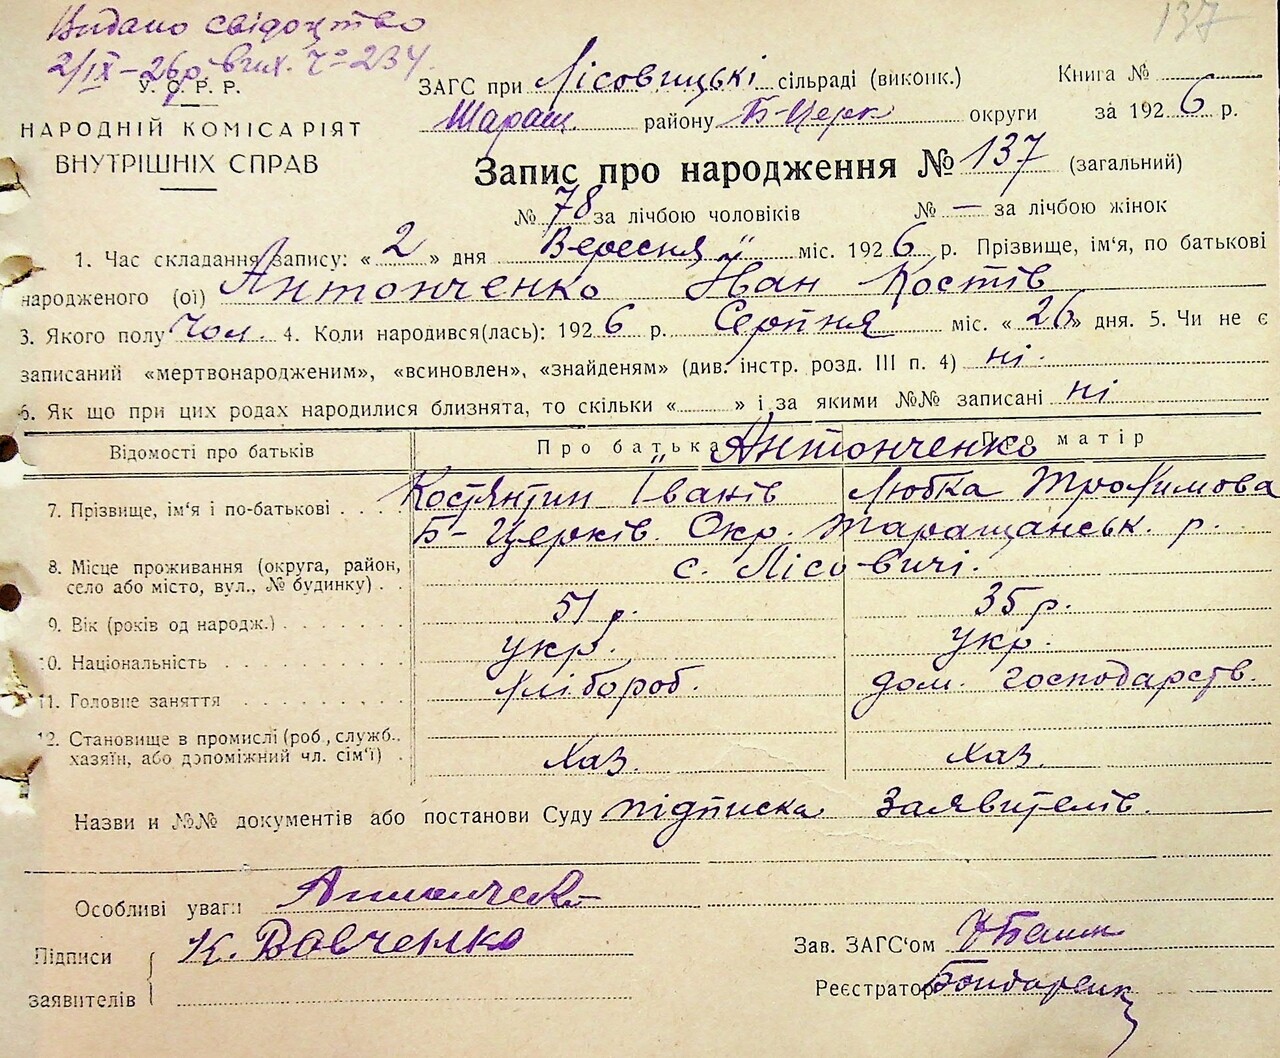 137
Видано свідоцтво
2/IX – 26р. вих. Ч= 234.
У. С. Р. Р.
НАРОДНІЙ КОМІСАРІЯТ
ВНУТРІШНІХ СПРАВ
ЗАГС при Лісовицькі сільраді (виконк.) Книга №
Таращ. району Б-Церк округи за 1926 р.
Запис про народження № 137 (загальний)
№ 78 за лічбою чоловіків № — за лічбою жінок
1. Час складання запису: « 2 » дня Вересня міс. 1926 р. Прізвище, ім'я, по батькові
народженого (ої) Антонченко Іван Костів
3. Якого полу Чол. 4. Коли народився(лась): 1926 р. Серпня міс. « 26 » дня. 5. Чи не є
записаний «мертвонародженим», «всиновлен», «знайденям» (див. інстр. розд. III п. 4) ні.
6. Як що при цих родах народилися близнята, то скільки « » і за якими №№ записані ні
Відомості про батьків Про батька Антонченко Про матір
7. Прізвище, ім'я і по-батькові Костянтин Іванів Любка Трохимова
Б-Церків. Окр. Таращанськ. р.
8. Місце проживання (округа, район, с. Лісовичі.
село або місто, вул., № будинку)
9. Вік (років од народж.) 51 р. 35 р.
10. Національність укр. укр.
11. Головне заняття хлібороб. дом. господарств.
12. Становище в промислі (роб., служб.
хазяїн, або допоміжний чл. сім'ї) хаз. хаз.
Назви и №№ документів або постанови Суду підписка заявителів.
Особливі уваги
Підписи К. Вовченко Зав. ЗАГС'ом
заявителів Реєстратор Бондаренк